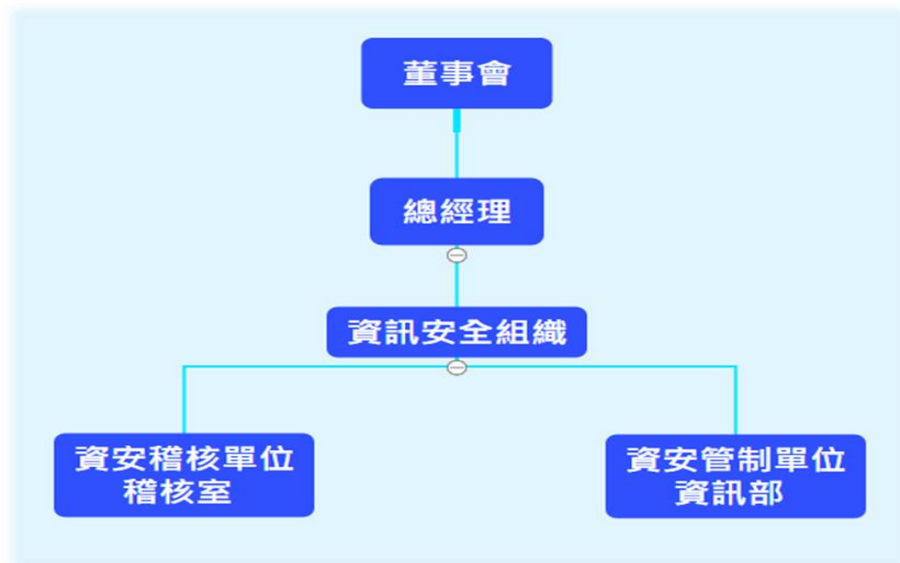 董事會
總經理
資訊安全組織
資安稽核單位
稽核室
資安管制單位
資訊部